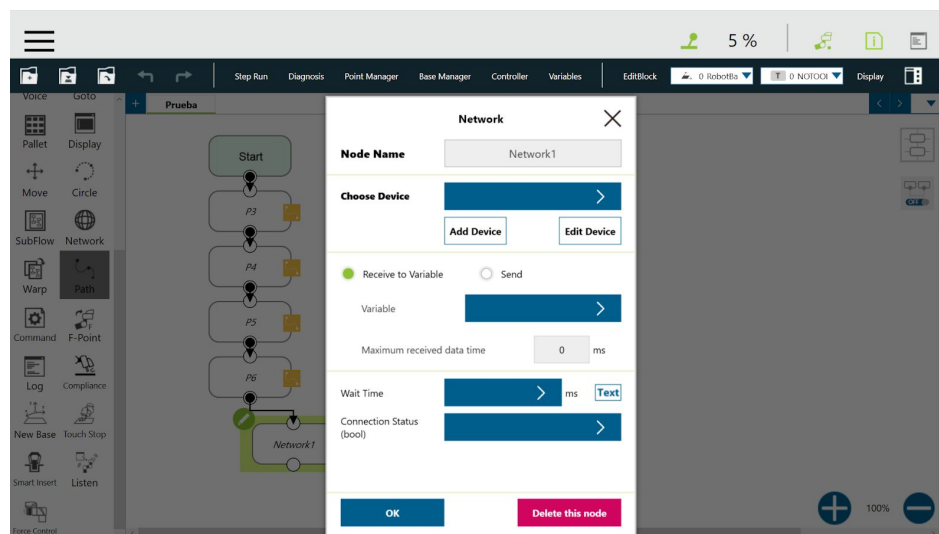 5 %
Step Run Diagnosis Point Manager Base Manager Controller Variables EditBlock 0 RobotBa T 0 NOTOOL Display
Voice Goto
+ Prueba
Pallet Display
Move Circle
SubFlow Network
Warp Path
Command F-Point
Log Compliance
New Base Touch Stop
Smart Insert Listen
Force Control
Start
P3
P4
P5
P6
Network1
Network
Node Name Network1
Choose Device
Add Device Edit Device
Receive to Variable Send
Variable
Maximum received data time 0 ms
Wait Time ms Text
Connection Status
(bool)
OK Delete this node
OFF
100%